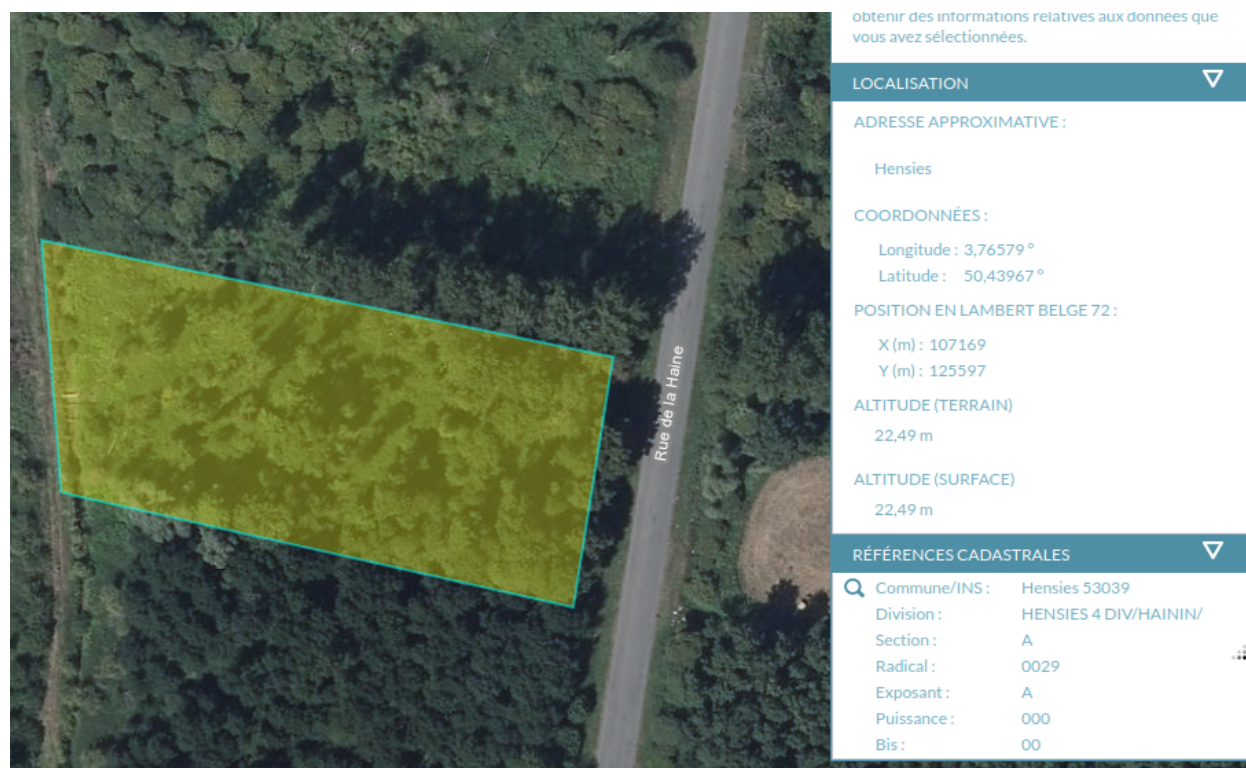 obtenir des informations relatives aux données que
vous avez sélectionnées.
LOCALISATION
ADRESSE APPROXIMATIVE :
Hensies
COORDONNÉES :
Longitude : 3,76579 °
Latitude : 50,43967 °
POSITION EN LAMBERT BELGE 72 :
X (m) : 107169
Y (m) : 125597
ALTITUDE (TERRAIN)
22,49 m
ALTITUDE (SURFACE)
22,49 m
RÉFÉRENCES CADASTRALES
Commune/INS : Hensies 53039
Division : HENSIES 4 DIV/HAININ/
Section : A
Radical : 0029
Exposant : A
Puissance : 000
Bis : 00
Rue de la Haine